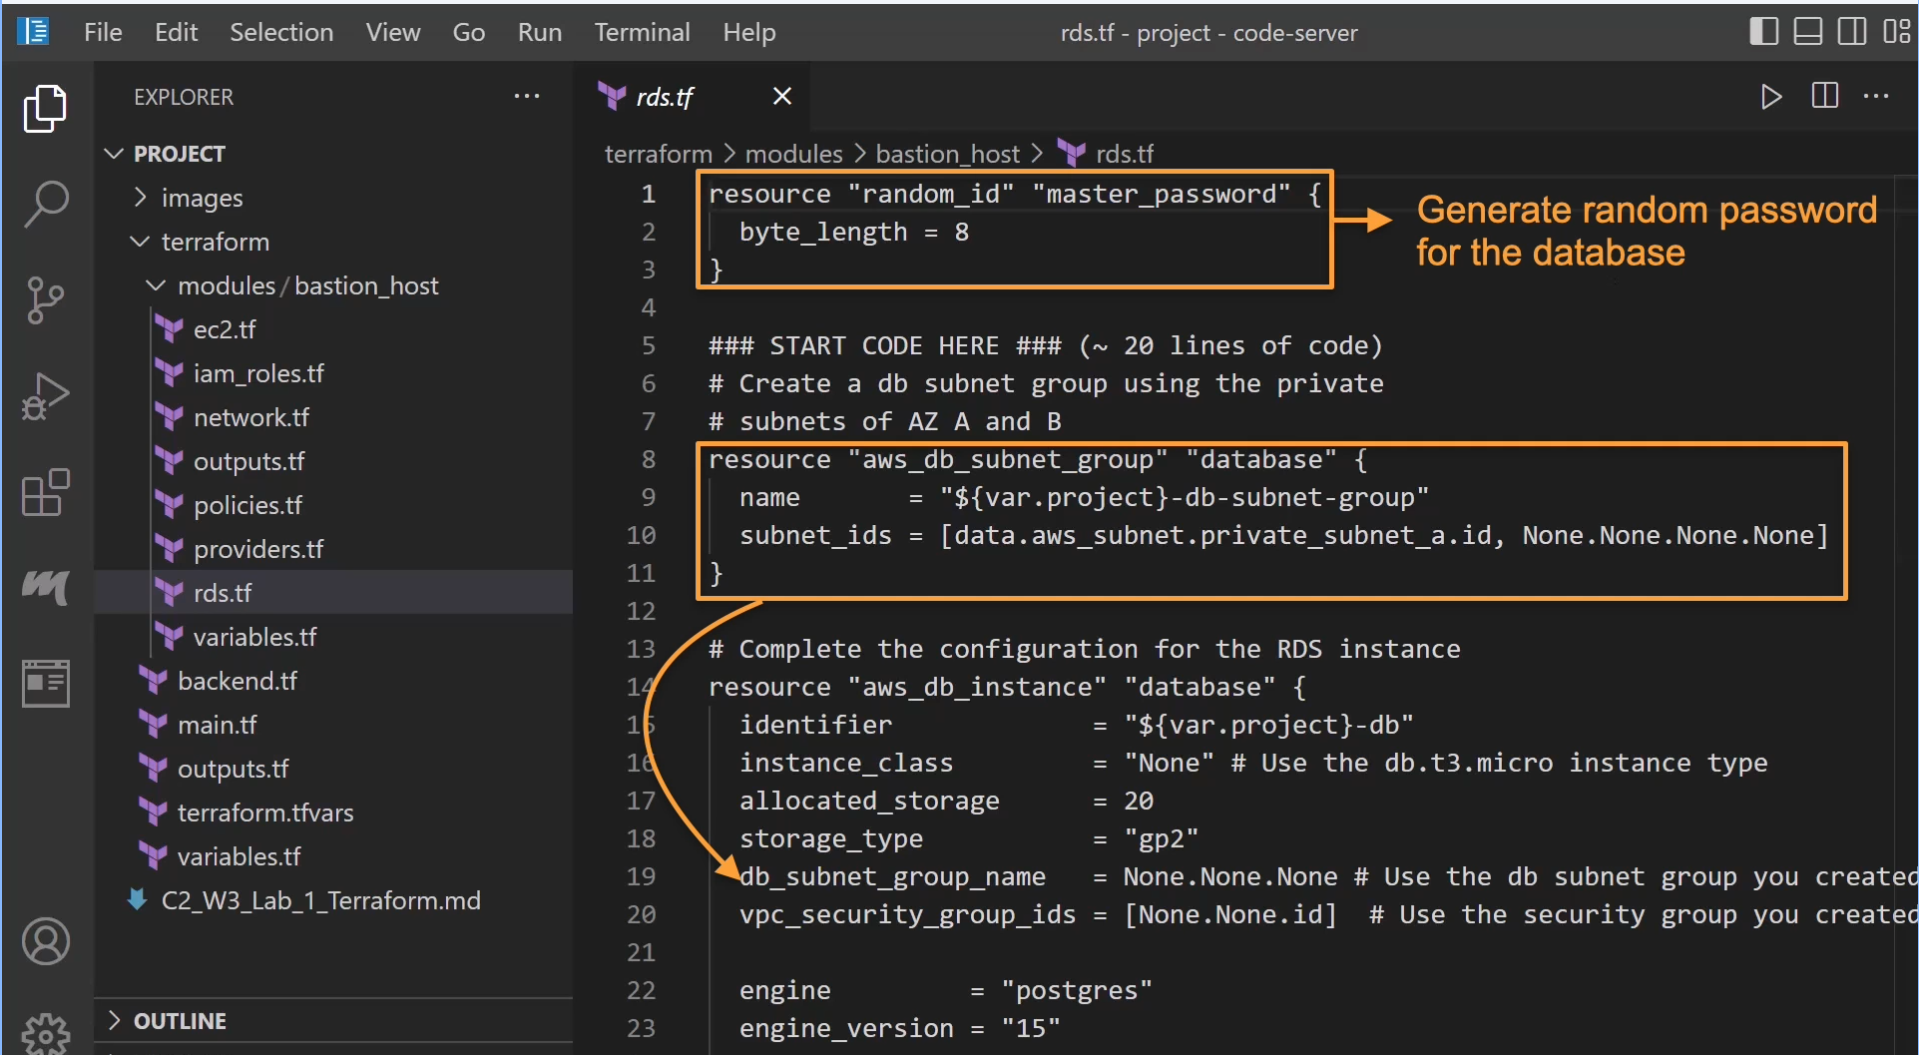 File Edit Selection View Go Run Terminal Help
rds.tf - project - code-server
EXPLORER
PROJECT
images
terraform
modules / bastion_host
ec2.tf
iam_roles.tf
network.tf
outputs.tf
policies.tf
providers.tf
rds.tf
variables.tf
backend.tf
main.tf
outputs.tf
terraform.tfvars
variables.tf
C2_W3_Lab_1_Terraform.md
OUTLINE
rds.tf
terraform > modules > bastion_host > rds.tf
1 resource "random_id" "master_password" {
2 byte_length = 8
3 }
4
5 ### START CODE HERE ### (~ 20 lines of code)
6 # Create a db subnet group using the private
7 # subnets of AZ A and B
8 resource "aws_db_subnet_group" "database" {
9 name = "${var.project}-db-subnet-group"
10 subnet_ids = [data.aws_subnet.private_subnet_a.id, None.None.None.None]
11 }
12
13 # Complete the configuration for the RDS instance
14 resource "aws_db_instance" "database" {
15 identifier = "${var.project}-db"
16 instance_class = "None" # Use the db.t3.micro instance type
17 allocated_storage = 20
18 storage_type = "gp2"
19 db_subnet_group_name = None.None.None # Use the db subnet group you created
20 vpc_security_group_ids = [None.None.id] # Use the security group you created
21
22 engine = "postgres"
23 engine_version = "15"
Generate random password
for the database